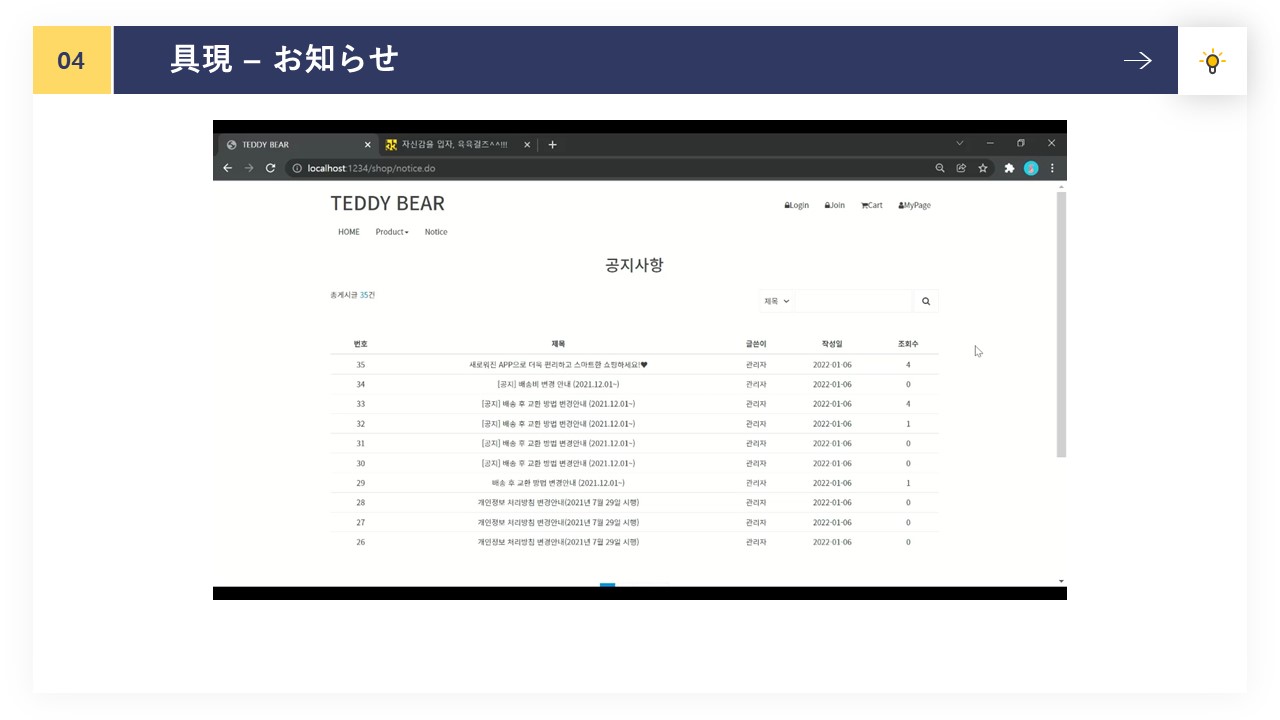 04
具現 – お知らせ
TEDDY BEAR
자신감을 입자, 육육걸즈^^!!!
localhost:1234/shop/notice.do
TEDDY BEAR
Login Join Cart MyPage
HOME Product Notice
공지사항
총게시글 35건
제목
번호 제목 글쓴이 작성일 조회수
35 새로워진 APP으로 더욱 편리하고 스마트한 쇼핑하세요!♥ 관리자 2022-01-06 4
34 [공지] 배송비 변경 안내 (2021.12.01~) 관리자 2022-01-06 0
33 [공지] 배송 후 교환 방법 변경안내 (2021.12.01~) 관리자 2022-01-06 4
32 [공지] 배송 후 교환 방법 변경안내 (2021.12.01~) 관리자 2022-01-06 1
31 [공지] 배송 후 교환 방법 변경안내 (2021.12.01~) 관리자 2022-01-06 0
30 [공지] 배송 후 교환 방법 변경안내 (2021.12.01~) 관리자 2022-01-06 0
29 배송 후 교환 방법 변경안내 (2021.12.01~) 관리자 2022-01-06 1
28 개인정보 처리방침 변경안내(2021년 7월 29일 시행) 관리자 2022-01-06 0
27 개인정보 처리방침 변경안내(2021년 7월 29일 시행) 관리자 2022-01-06 0
26 개인정보 처리방침 변경안내(2021년 7월 29일 시행) 관리자 2022-01-06 0